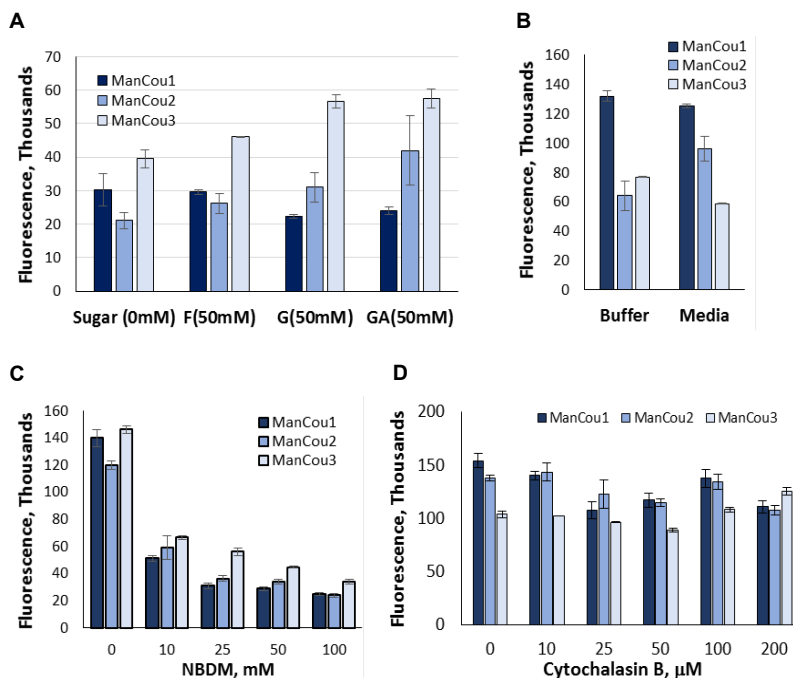 A
Fluorescence, Thousands
70
60
50
40
30
20
10
0
ManCou1
ManCou2
ManCou3
Sugar (0mM) F(50mM) G(50mM) GA(50mM)
B
Fluorescence, Thousands
160
140
120
100
80
60
40
20
0
ManCou1
ManCou2
ManCou3
Buffer Media
C
Fluorescence, Thousands
160
140
120
100
80
60
40
20
0
ManCou1
ManCou2
ManCou3
0 10 25 50 100
NBDM, mM
D
Fluorescence, Thousands
200
150
100
50
0
ManCou1 ManCou2 ManCou3
0 10 25 50 100 200
Cytochalasin B, μM